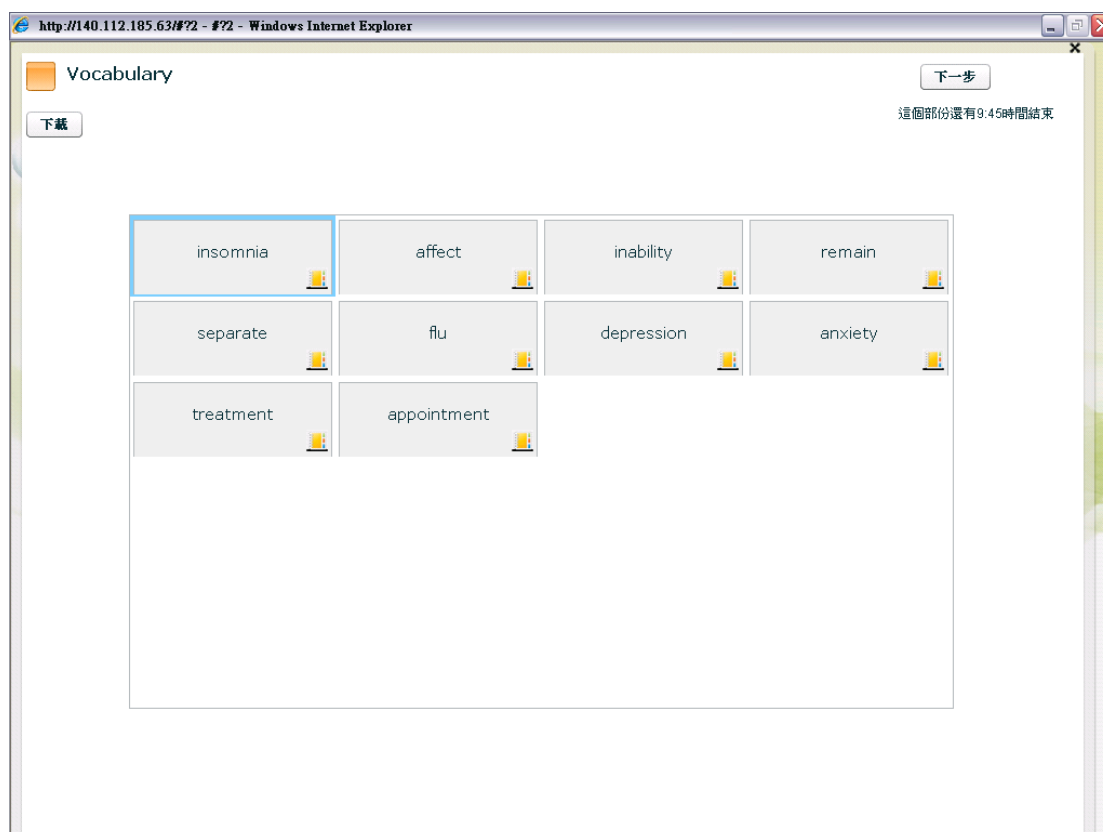 http://140.112.185.63/#?2 - #?2 - Windows Internet Explorer
Vocabulary
下一步
下載
這個部份還有9:45時間結束
insomnia affect inability remain
separate flu depression anxiety
treatment appointment